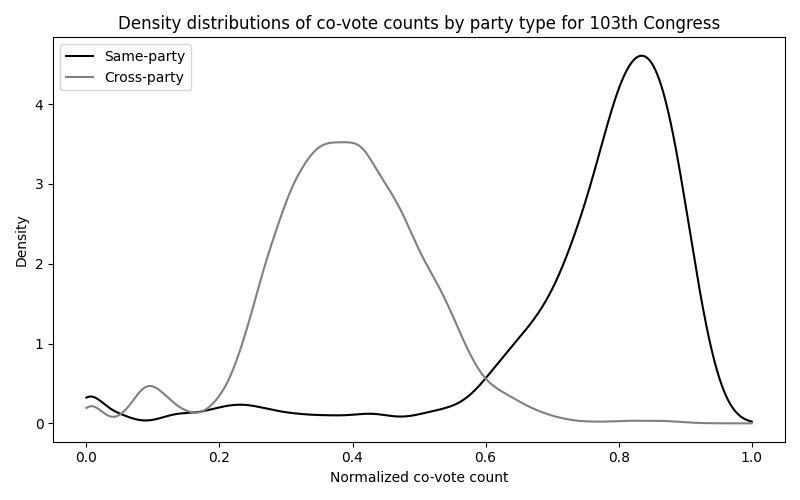 Density distributions of co-vote counts by party type for 103th Congress
Same-party
Cross-party
Density
4
3
2
1
0
0.0 0.2 0.4 0.6 0.8 1.0
Normalized co-vote count